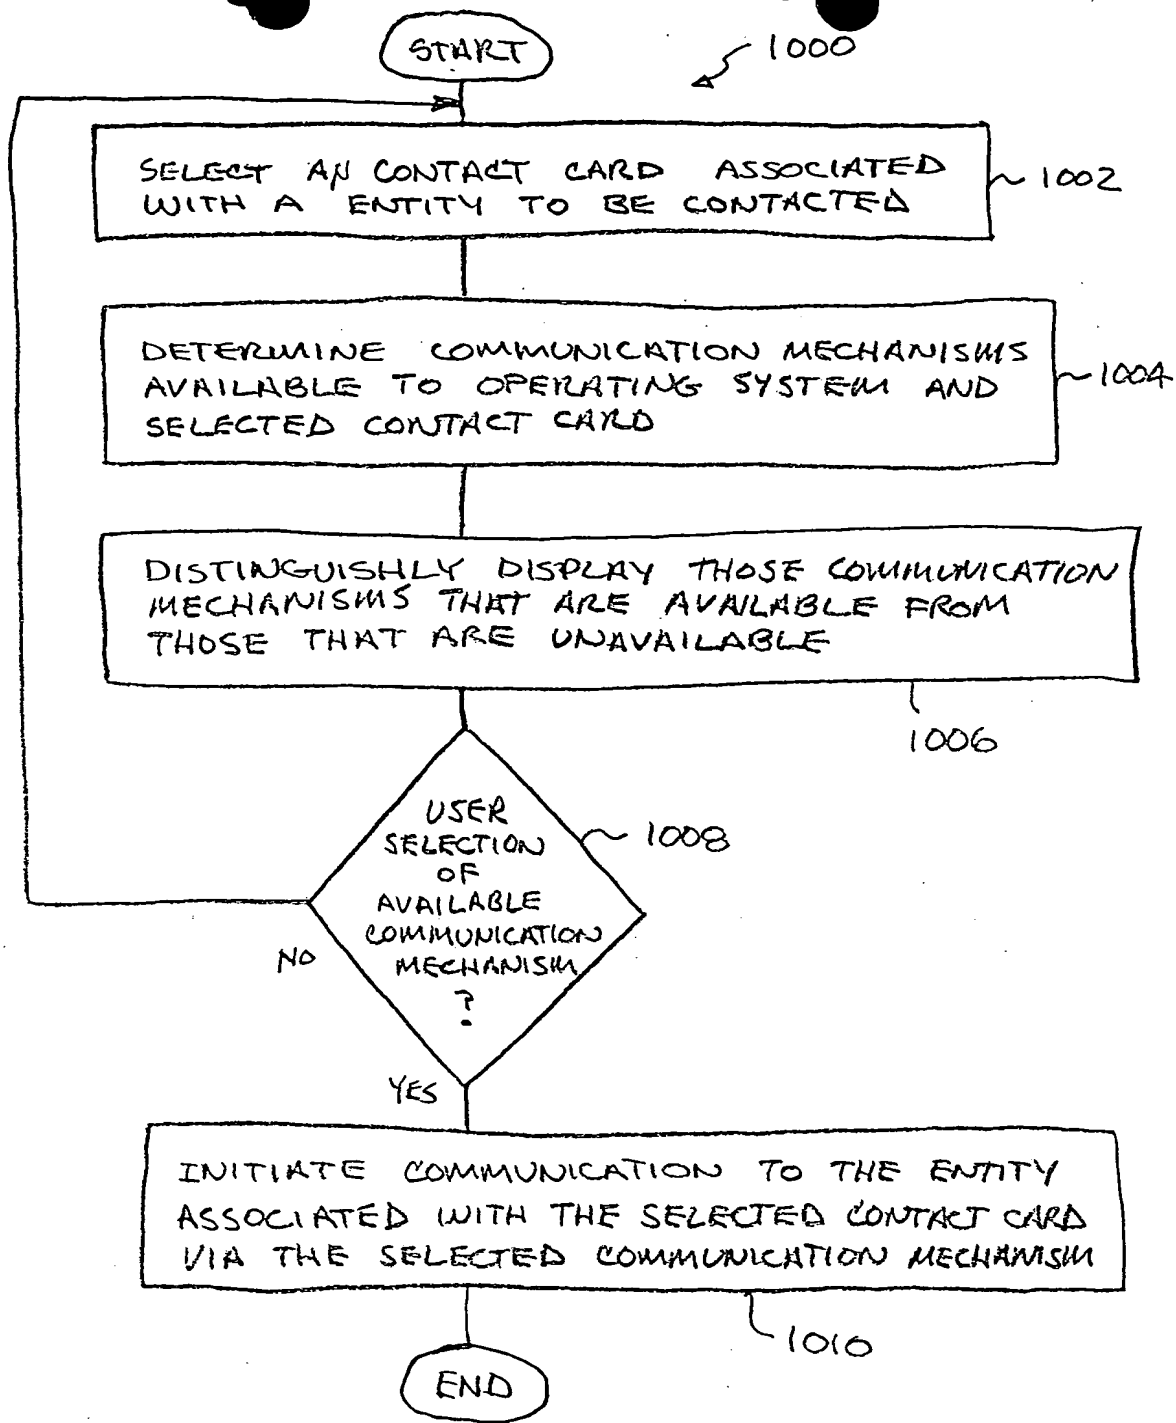 START
1000
SELECT AN CONTACT CARD ASSOCIATED
WITH A ENTITY TO BE CONTACTED
1002
DETERMINE COMMUNICATION MECHANISMS
AVAILABLE TO OPERATING SYSTEM AND
SELECTED CONTACT CARD
1004
DISTINGUISHLY DISPLAY THOSE COMMUNICATION
MECHANISMS THAT ARE AVAILABLE FROM
THOSE THAT ARE UNAVAILABLE
1006
USER
SELECTION
OF
AVAILABLE
COMMUNICATION
MECHANISM
?
1008
NO
YES
INITIATE COMMUNICATION TO THE ENTITY
ASSOCIATED WITH THE SELECTED CONTACT CARD
VIA THE SELECTED COMMUNICATION MECHANISM
1010
END